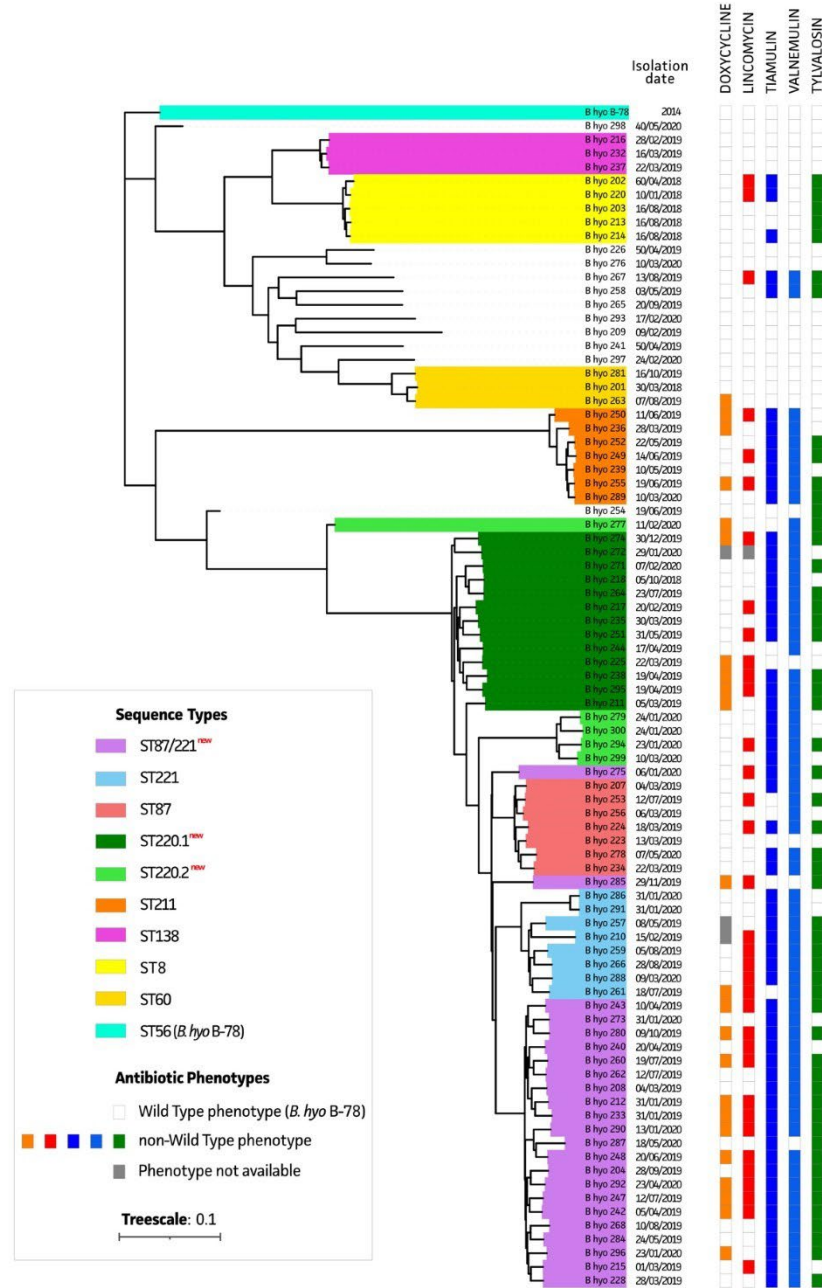 Isolation
date
DOXYCYCLINE
LINCOMYCIN
TIAMULIN
VALNEMULIN
TYLVALOSIN
B hyo B-78 2014
B hyo 298 40/05/2020
B hyo 216 28/02/2019
B hyo 232 16/03/2019
B hyo 237 22/03/2019
B hyo 202 60/04/2018
B hyo 220 10/01/2018
B hyo 203 16/08/2018
B hyo 213 16/08/2018
B hyo 214 16/08/2018
B hyo 226 50/04/2019
B hyo 276 10/03/2020
B hyo 267 13/08/2019
B hyo 258 03/05/2019
B hyo 265 20/09/2019
B hyo 293 17/02/2020
B hyo 209 09/02/2019
B hyo 241 50/04/2019
B hyo 297 24/02/2020
B hyo 281 16/10/2019
B hyo 201 30/03/2018
B hyo 263 07/08/2019
B hyo 250 11/06/2019
B hyo 236 28/03/2019
B hyo 252 22/05/2019
B hyo 249 14/06/2019
B hyo 239 10/05/2019
B hyo 255 19/06/2019
B hyo 289 10/03/2020
B hyo 254 19/06/2019
B hyo 277 11/02/2020
B hyo 274 30/12/2019
B hyo 272 29/01/2020
B hyo 271 07/02/2020
B hyo 218 05/10/2018
B hyo 264 23/07/2019
B hyo 217 20/02/2019
B hyo 235 30/03/2019
B hyo 251 31/05/2019
B hyo 244 17/04/2019
B hyo 225 22/03/2019
B hyo 238 19/04/2019
B hyo 295 19/04/2019
B hyo 211 05/03/2019
B hyo 279 24/01/2020
B hyo 300 24/01/2020
B hyo 294 23/01/2020
B hyo 299 10/03/2020
B hyo 275 06/01/2020
B hyo 207 04/03/2019
B hyo 253 12/07/2019
B hyo 256 06/03/2019
B hyo 224 18/03/2019
B hyo 223 13/03/2019
B hyo 278 07/05/2020
B hyo 234 22/03/2019
B hyo 285 29/11/2019
B hyo 286 31/01/2020
B hyo 291 31/01/2020
B hyo 257 08/05/2019
B hyo 210 15/02/2019
B hyo 259 05/08/2019
B hyo 266 28/08/2019
B hyo 288 09/03/2020
B hyo 261 18/07/2019
B hyo 243 10/04/2019
B hyo 273 31/01/2020
B hyo 280 09/10/2019
B hyo 240 20/04/2019
B hyo 260 19/07/2019
B hyo 262 12/07/2019
B hyo 208 04/03/2019
B hyo 212 31/01/2019
B hyo 233 31/01/2019
B hyo 290 13/01/2020
B hyo 287 18/05/2020
B hyo 248 20/06/2019
B hyo 204 28/09/2019
B hyo 292 23/04/2020
B hyo 247 12/07/2019
B hyo 242 05/04/2019
B hyo 268 10/08/2019
B hyo 284 24/05/2019
B hyo 296 23/01/2020
B hyo 215 01/03/2019
B hyo 228 28/03/2019
Sequence Types
ST87/221 new
ST221
ST87
ST220.1 new
ST220.2 new
ST211
ST138
ST8
ST60
ST56 (B. hyo B-78)
Antibiotic Phenotypes
Wild Type phenotype (B. hyo B-78)
non-Wild Type phenotype
Phenotype not available
Treescale: 0.1